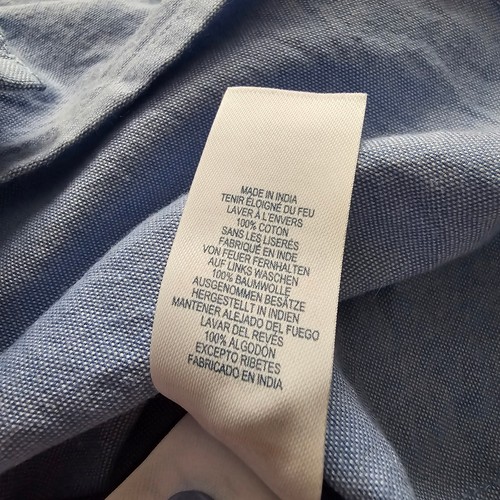 MADE IN INDIA
TENIR ÉLOIGNÉ DU FEU
LAVER À L'ENVERS
100% COTON
SANS LES LISERÉS
FABRIQUÉ EN INDE
VON FEUER FERNHALTEN
AUF LINKS WASCHEN
100% BAUMWOLLE
AUSGENOMMEN BESÄTZE
HERGESTELLT IN INDIEN
MANTENER ALEJADO DEL FUEGO
LAVAR DEL REVÉS
100% ALGODÓN
EXCEPTO RIBETES
FABRICADO EN INDIA